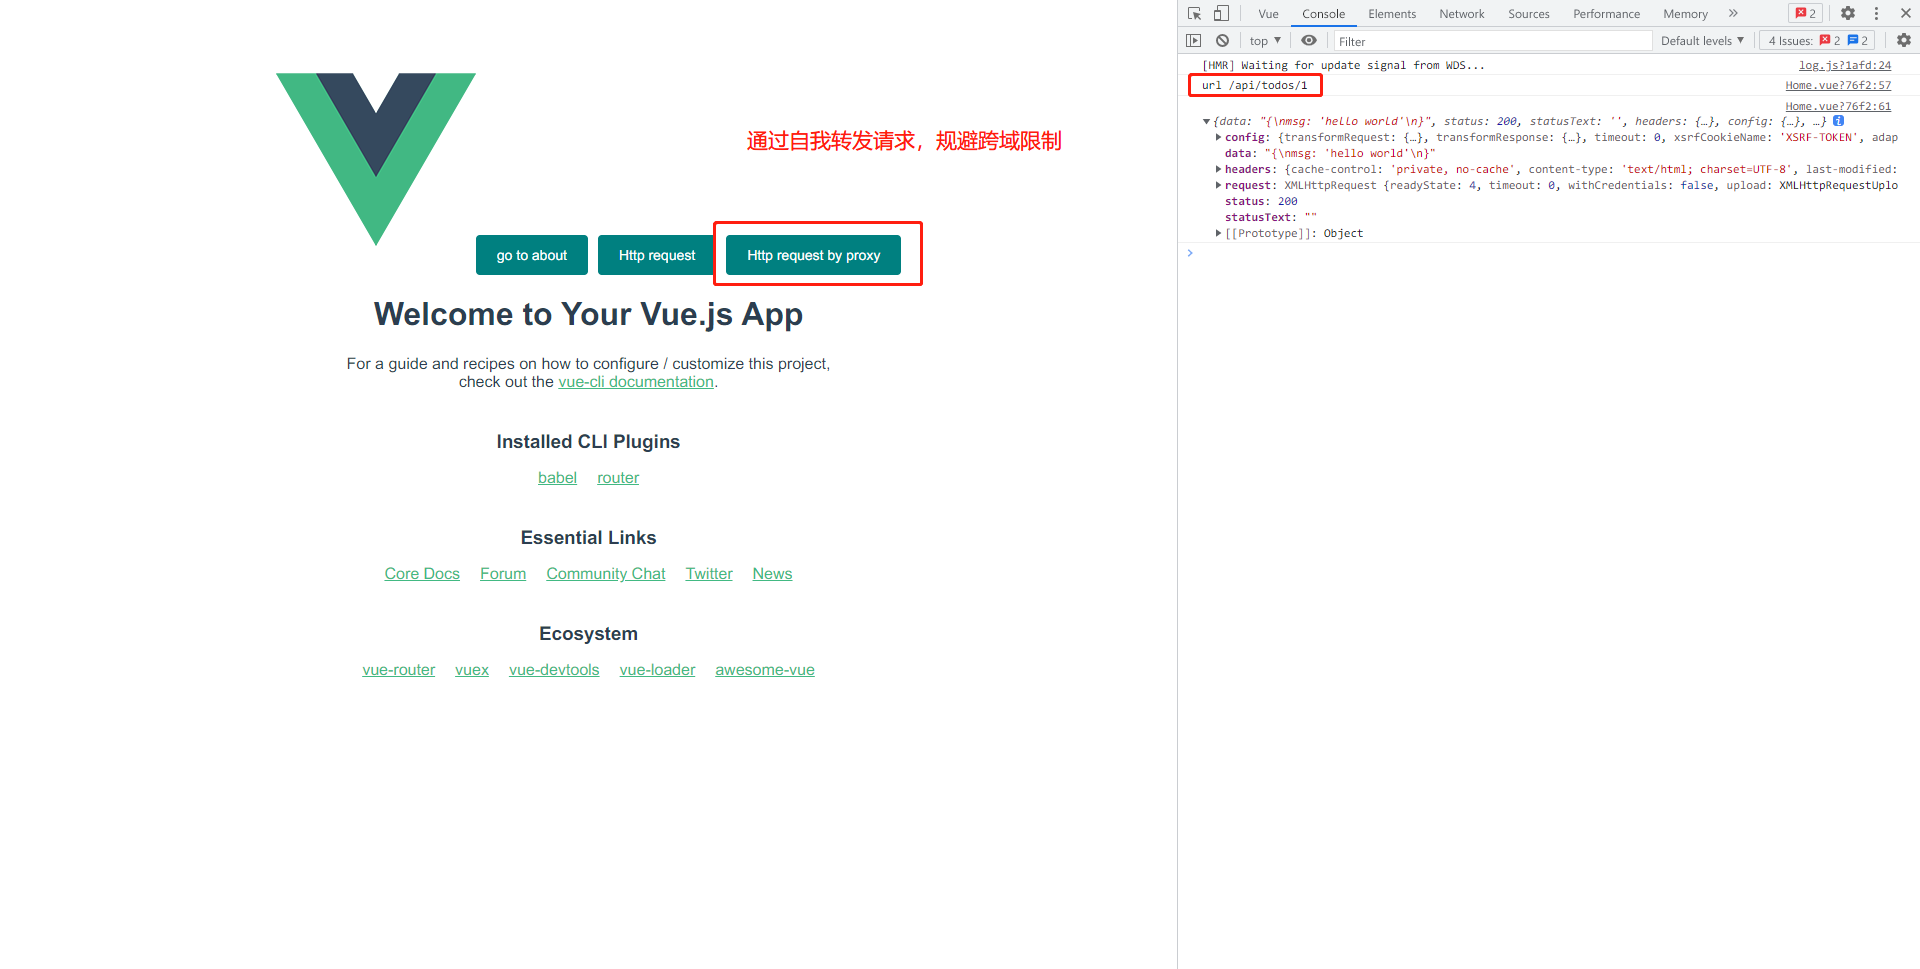 通过自我转发请求，规避跨域限制
go to about
Http request
Http request by proxy
Welcome to Your Vue.js App
For a guide and recipes on how to configure / customize this project,
check out the vue-cli documentation.
Installed CLI Plugins
babel router
Essential Links
Core Docs Forum Community Chat Twitter News
Ecosystem
vue-router vuex vue-devtools vue-loader awesome-vue
Vue Console Elements Network Sources Performance Memory » 2
top Filter Default levels 4 Issues: 2 2
[HMR] Waiting for update signal from WDS... log.js?1afd:24
url /api/todos/1 Home.vue?76f2:57
Home.vue?76f2:61
{data: "{\nmsg: 'hello world'\n}", status: 200, statusText: '', headers: {…}, config: {…}, …}
config: {transformRequest: {…}, transformResponse: {…}, timeout: 0, xsrfCookieName: 'XSRF-TOKEN', adap
data: "{\nmsg: 'hello world'\n}"
headers: {cache-control: 'private, no-cache', content-type: 'text/html; charset=UTF-8', last-modified:
request: XMLHttpRequest {readyState: 4, timeout: 0, withCredentials: false, upload: XMLHttpRequestUplo
status: 200
statusText: ""
[[Prototype]]: Object